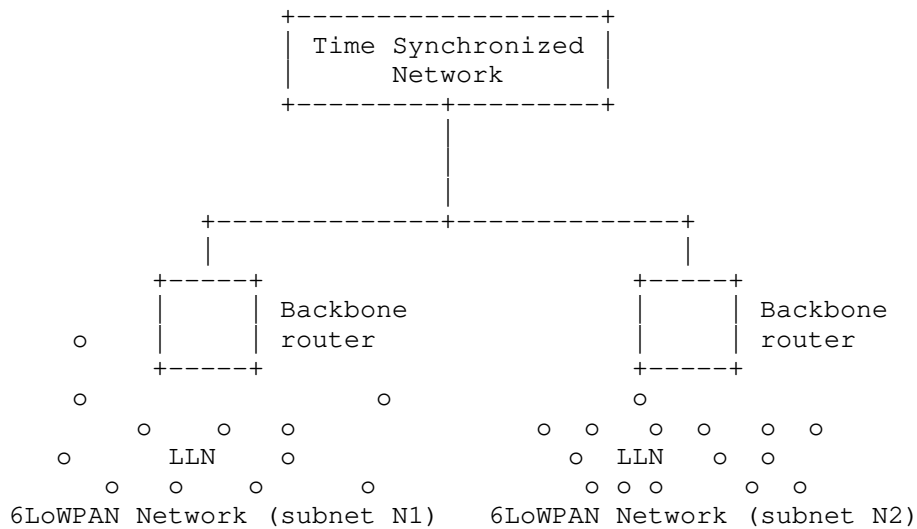 Time Synchronized
Network
Backbone
router
Backbone
router
LLN
LLN
6LoWPAN Network (subnet N1)
6LoWPAN Network (subnet N2)